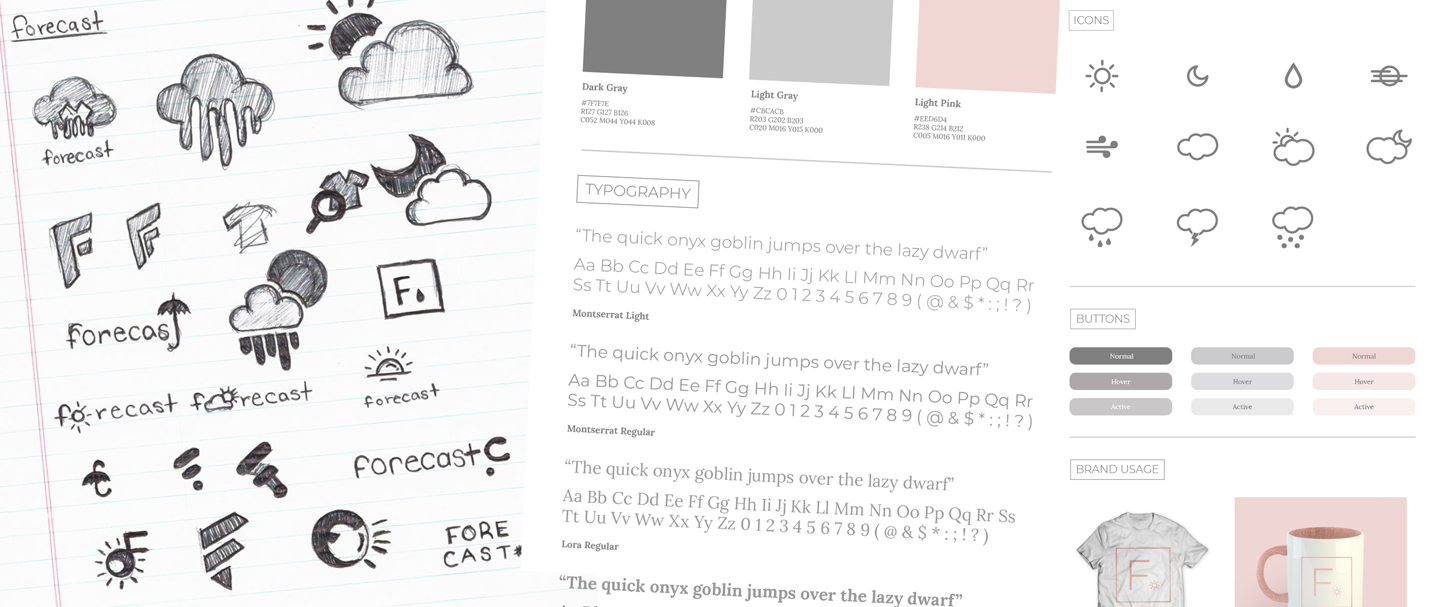 forecast
forecast
F F
F
forecast
forecast forecast
forecast
forecast
F
FORE
CAST*
Dark Gray
#7F7F7E
R127 G127 B126
C052 M044 Y044 K008
Light Gray
#CBCACB
R203 G202 B203
C020 M016 Y015 K000
Light Pink
#EED6D4
R238 G214 B212
C005 M016 Y011 K000
TYPOGRAPHY
“The quick onyx goblin jumps over the lazy dwarf”
Aa Bb Cc Dd Ee Ff Gg Hh Ii Jj Kk Ll Mm Nn Oo Pp Qq Rr
Ss Tt Uu Vv Ww Xx Yy Zz 0 1 2 3 4 5 6 7 8 9 ( @ & $ * : ; ! ? )
Montserrat Light
“The quick onyx goblin jumps over the lazy dwarf”
Aa Bb Cc Dd Ee Ff Gg Hh Ii Jj Kk Ll Mm Nn Oo Pp Qq Rr
Ss Tt Uu Vv Ww Xx Yy Zz 0 1 2 3 4 5 6 7 8 9 ( @ & $ * : ; ! ? )
Montserrat Regular
“The quick onyx goblin jumps over the lazy dwarf”
Aa Bb Cc Dd Ee Ff Gg Hh Ii Jj Kk Ll Mm Nn Oo Pp Qq Rr Ss
Tt Uu Vv Ww Xx Yy Zz 0 1 2 3 4 5 6 7 8 9 ( @ & $ * : ; ! ? )
Lora Regular
“The quick onyx goblin jumps over the lazy dwarf”
ICONS
BUTTONS
Normal Normal Normal
Hover Hover Hover
Active Active Active
BRAND USAGE
F
F